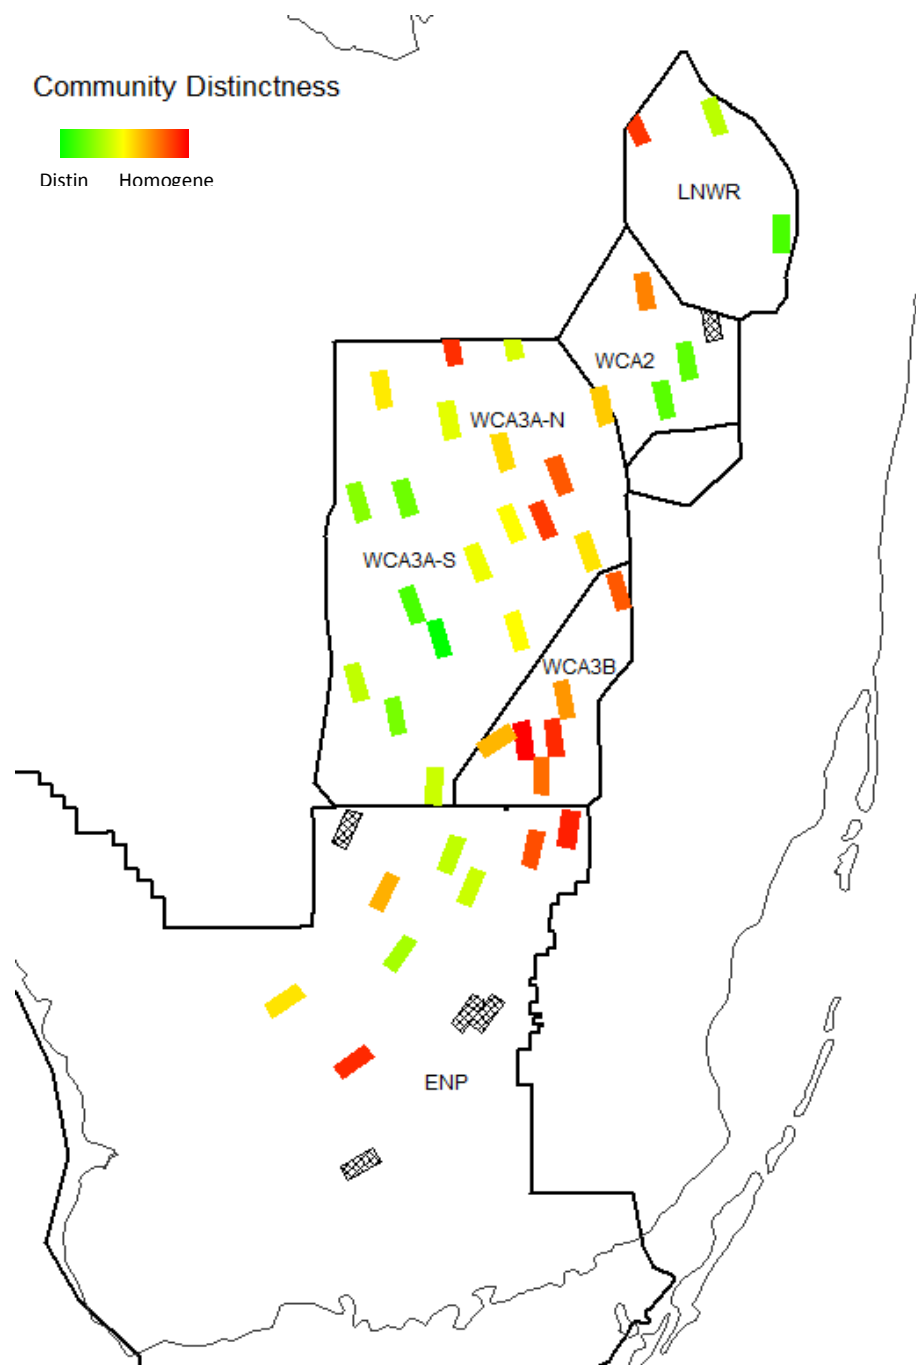 Community Distinctness
Distin Homogene
LNWR
WCA2
WCA3A-N
WCA3A-S
WCA3B
ENP